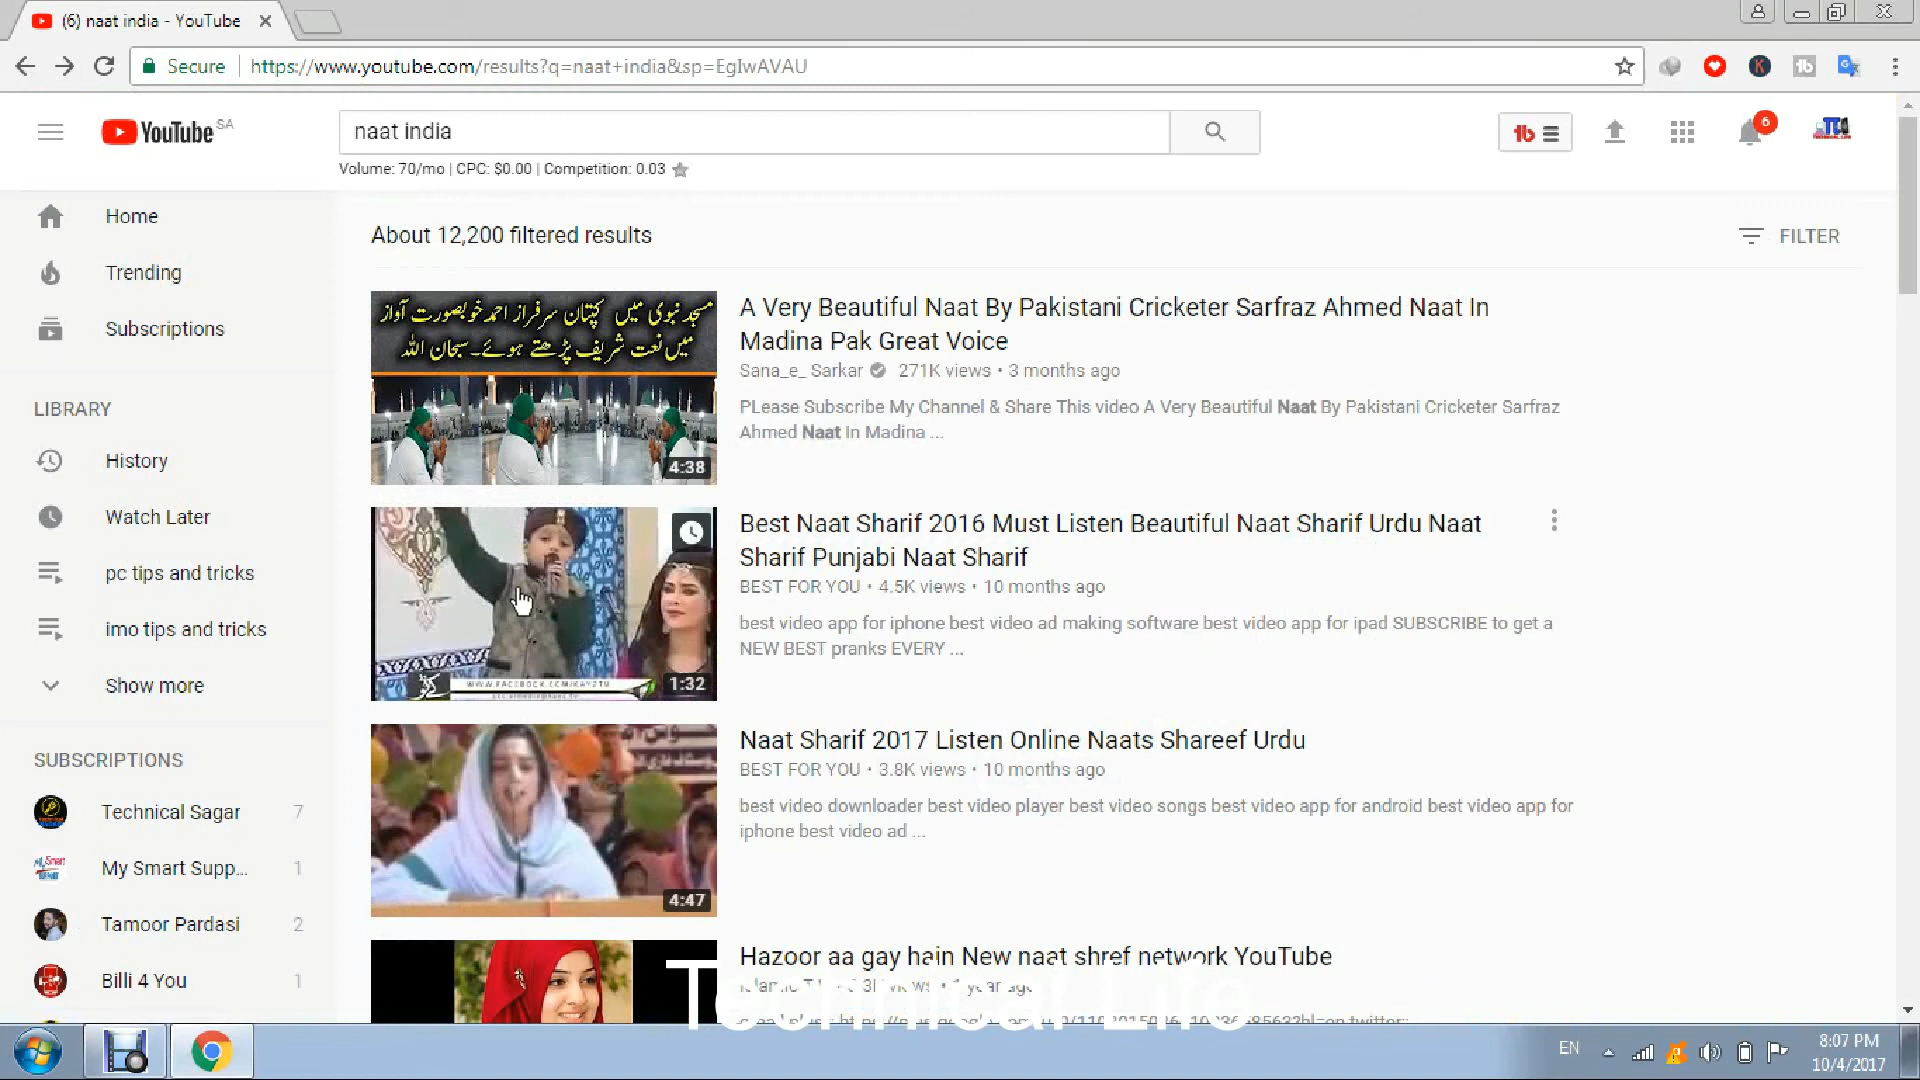 (6) naat india - YouTube
Secure
https://www.youtube.com/results?q=naat+india&sp=EgIwAVAU
YouTube SA
naat india
6
Volume: 70/mo | CPC: $0.00 | Competition: 0.03
Home
Trending
Subscriptions
LIBRARY
History
Watch Later
pc tips and tricks
imo tips and tricks
Show more
SUBSCRIPTIONS
Technical Sagar 7
My Smart Supp... 1
Tamoor Pardasi 2
Billi 4 You 1
About 12,200 filtered results
FILTER
مسجد نبوی میں کپتان سرفراز احمد خوبصورت آواز
میں نعت شریف پڑھتے ہوئے۔ سبحان اللہ
4:38
A Very Beautiful Naat By Pakistani Cricketer Sarfraz Ahmed Naat In
Madina Pak Great Voice
Sana_e_ Sarkar 271K views • 3 months ago
PLease Subscribe My Channel & Share This video A Very Beautiful Naat By Pakistani Cricketer Sarfraz
Ahmed Naat In Madina ...
WWW.FACEBOOK.COM/KAY2TV
1:32
Best Naat Sharif 2016 Must Listen Beautiful Naat Sharif Urdu Naat
Sharif Punjabi Naat Sharif
BEST FOR YOU • 4.5K views • 10 months ago
best video app for iphone best video ad making software best video app for ipad SUBSCRIBE to get a
NEW BEST pranks EVERY ...
4:47
Naat Sharif 2017 Listen Online Naats Shareef Urdu
BEST FOR YOU • 3.8K views • 10 months ago
best video downloader best video player best video songs best video app for android best video app for
iphone best video ad ...
Hazoor aa gay hain New naat shref network YouTube
Technical Life
EN
8:07 PM
10/4/2017